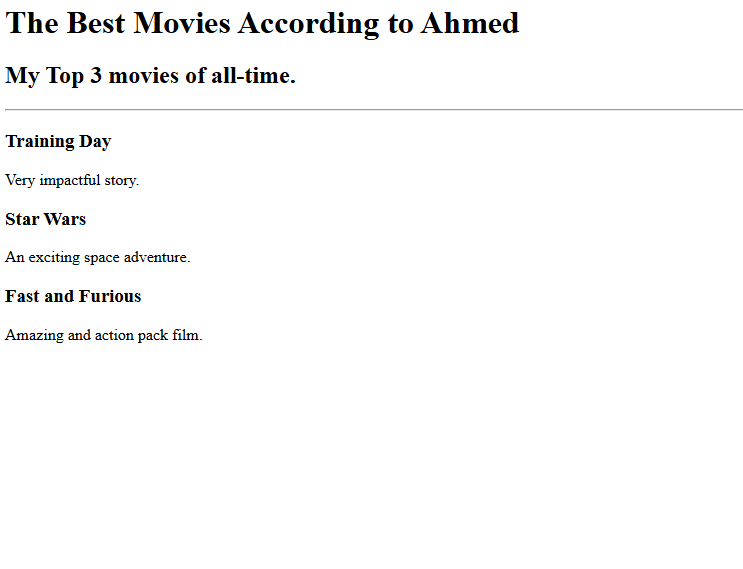 The Best Movies According to Ahmed
My Top 3 movies of all-time.
Training Day
Very impactful story.
Star Wars
An exciting space adventure.
Fast and Furious
Amazing and action pack film.